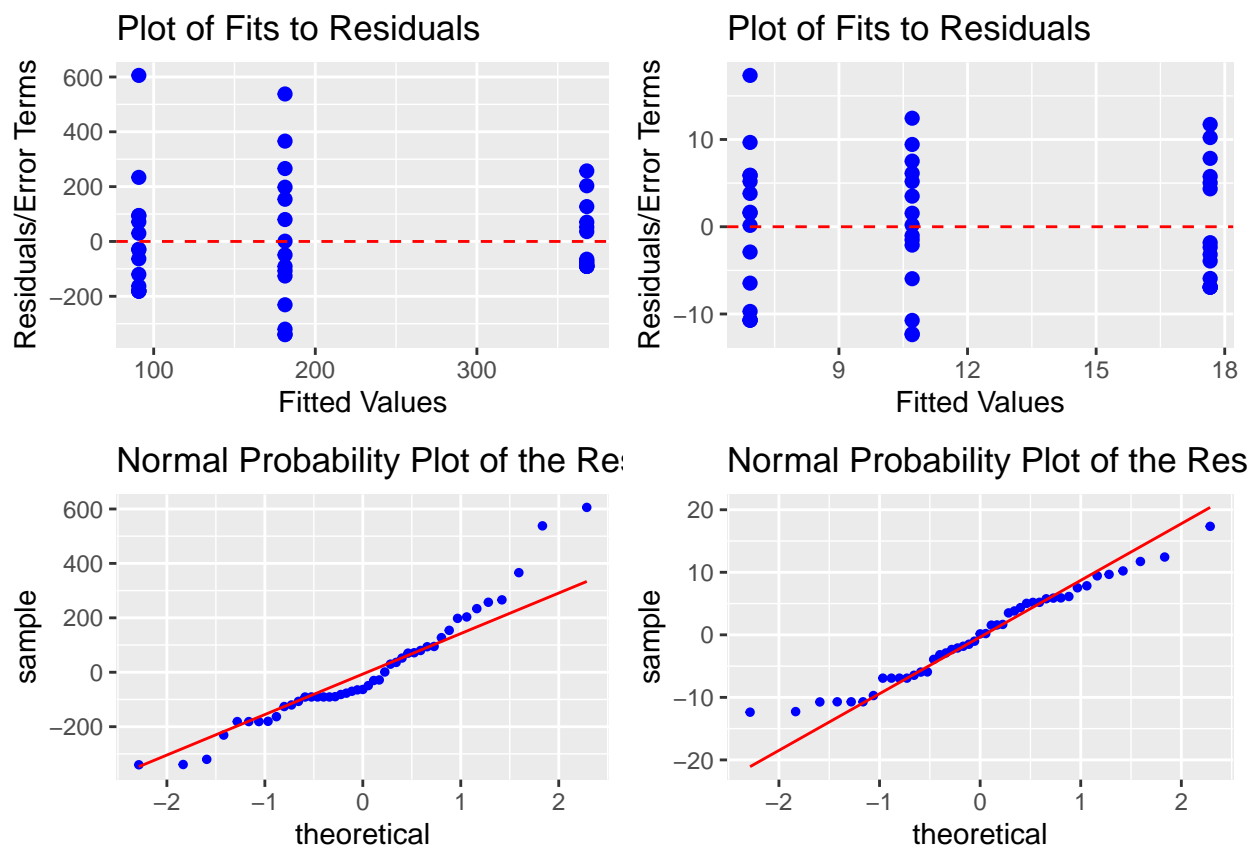 Plot of Fits to Residuals
Residuals/Error Terms
600
400
200
0
−200
100
200
300
Fitted Values
Plot of Fits to Residuals
Residuals/Error Terms
10
0
−10
9
12
15
18
Fitted Values
Normal Probability Plot of the Res
sample
600
400
200
0
−200
−2
−1
0
1
2
theoretical
Normal Probability Plot of the Res
sample
20
10
0
−10
−20
−2
−1
0
1
2
theoretical